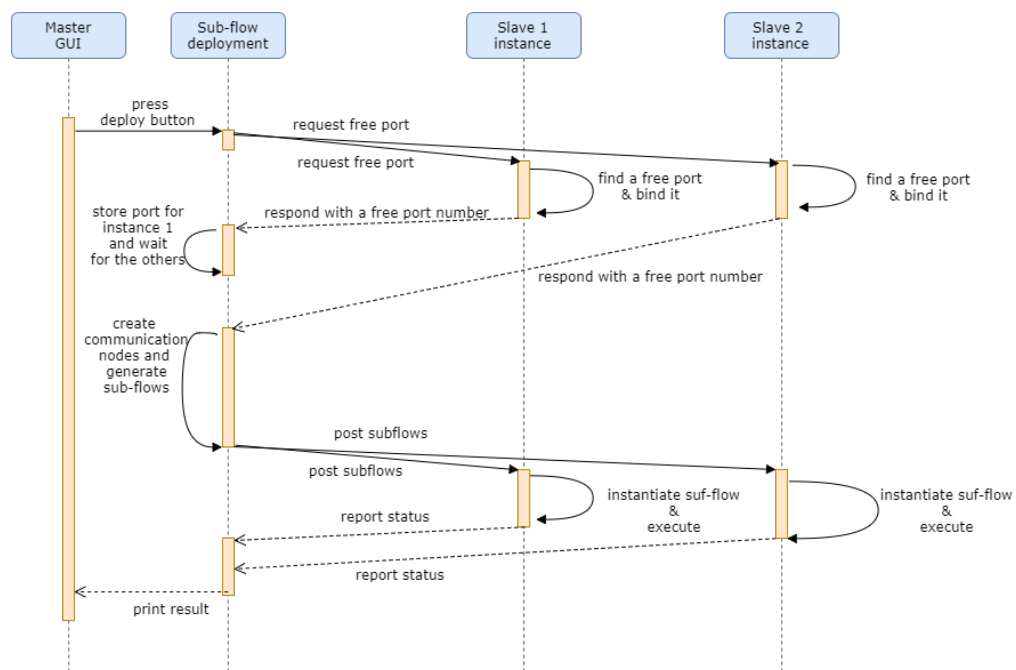 Master
GUI
Sub-flow
deployment
Slave 1
instance
Slave 2
instance
press
deploy button
request free port
request free port
find a free port
& bind it
find a free port
& bind it
store port for
instance 1
and wait
for the others
respond with a free port number
respond with a free port number
create
communication
nodes and
generate
sub-flows
post subflows
post subflows
instantiate suf-flow
&
execute
instantiate suf-flow
&
execute
report status
report status
print result